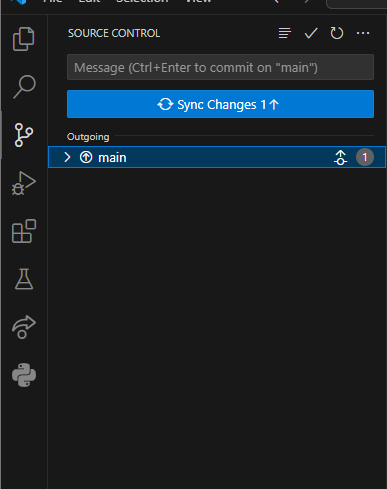 File Edit Selection View
SOURCE CONTROL
Message (Ctrl+Enter to commit on "main")
Sync Changes 1↑
Outgoing
main 1